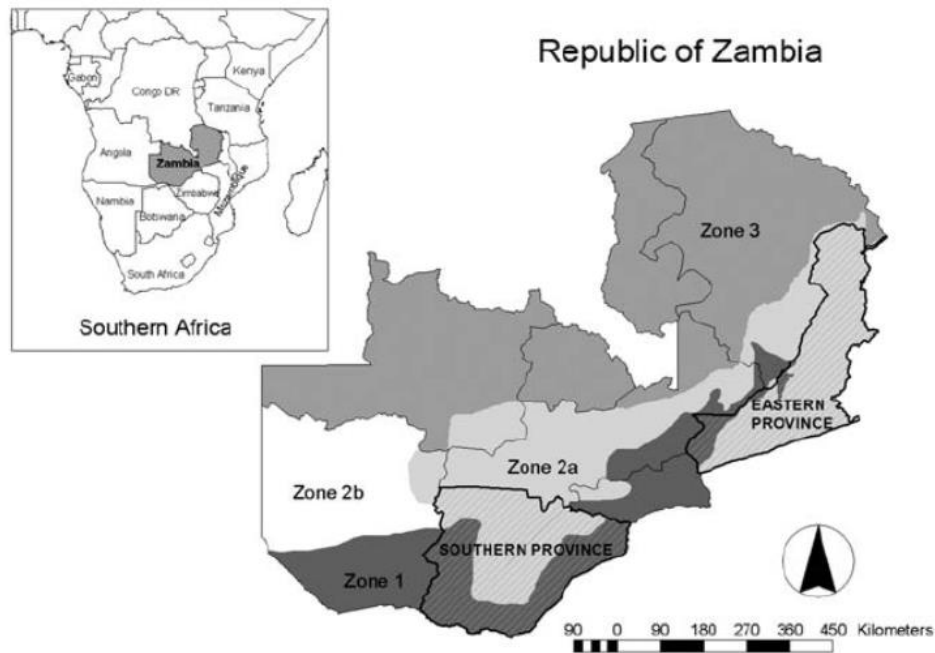 Republic of Zambia
Gabon
Congo DR
Kenya
Tanzania
Angola
Zambia
Zimbabwe
Mozambique
Namibia
Botswana
South Africa
Southern Africa
Zone 3
EASTERN
PROVINCE
Zone 2a
Zone 2b
SOUTHERN PROVINCE
Zone 1
90 0 90 180 270 360 450 Kilometers